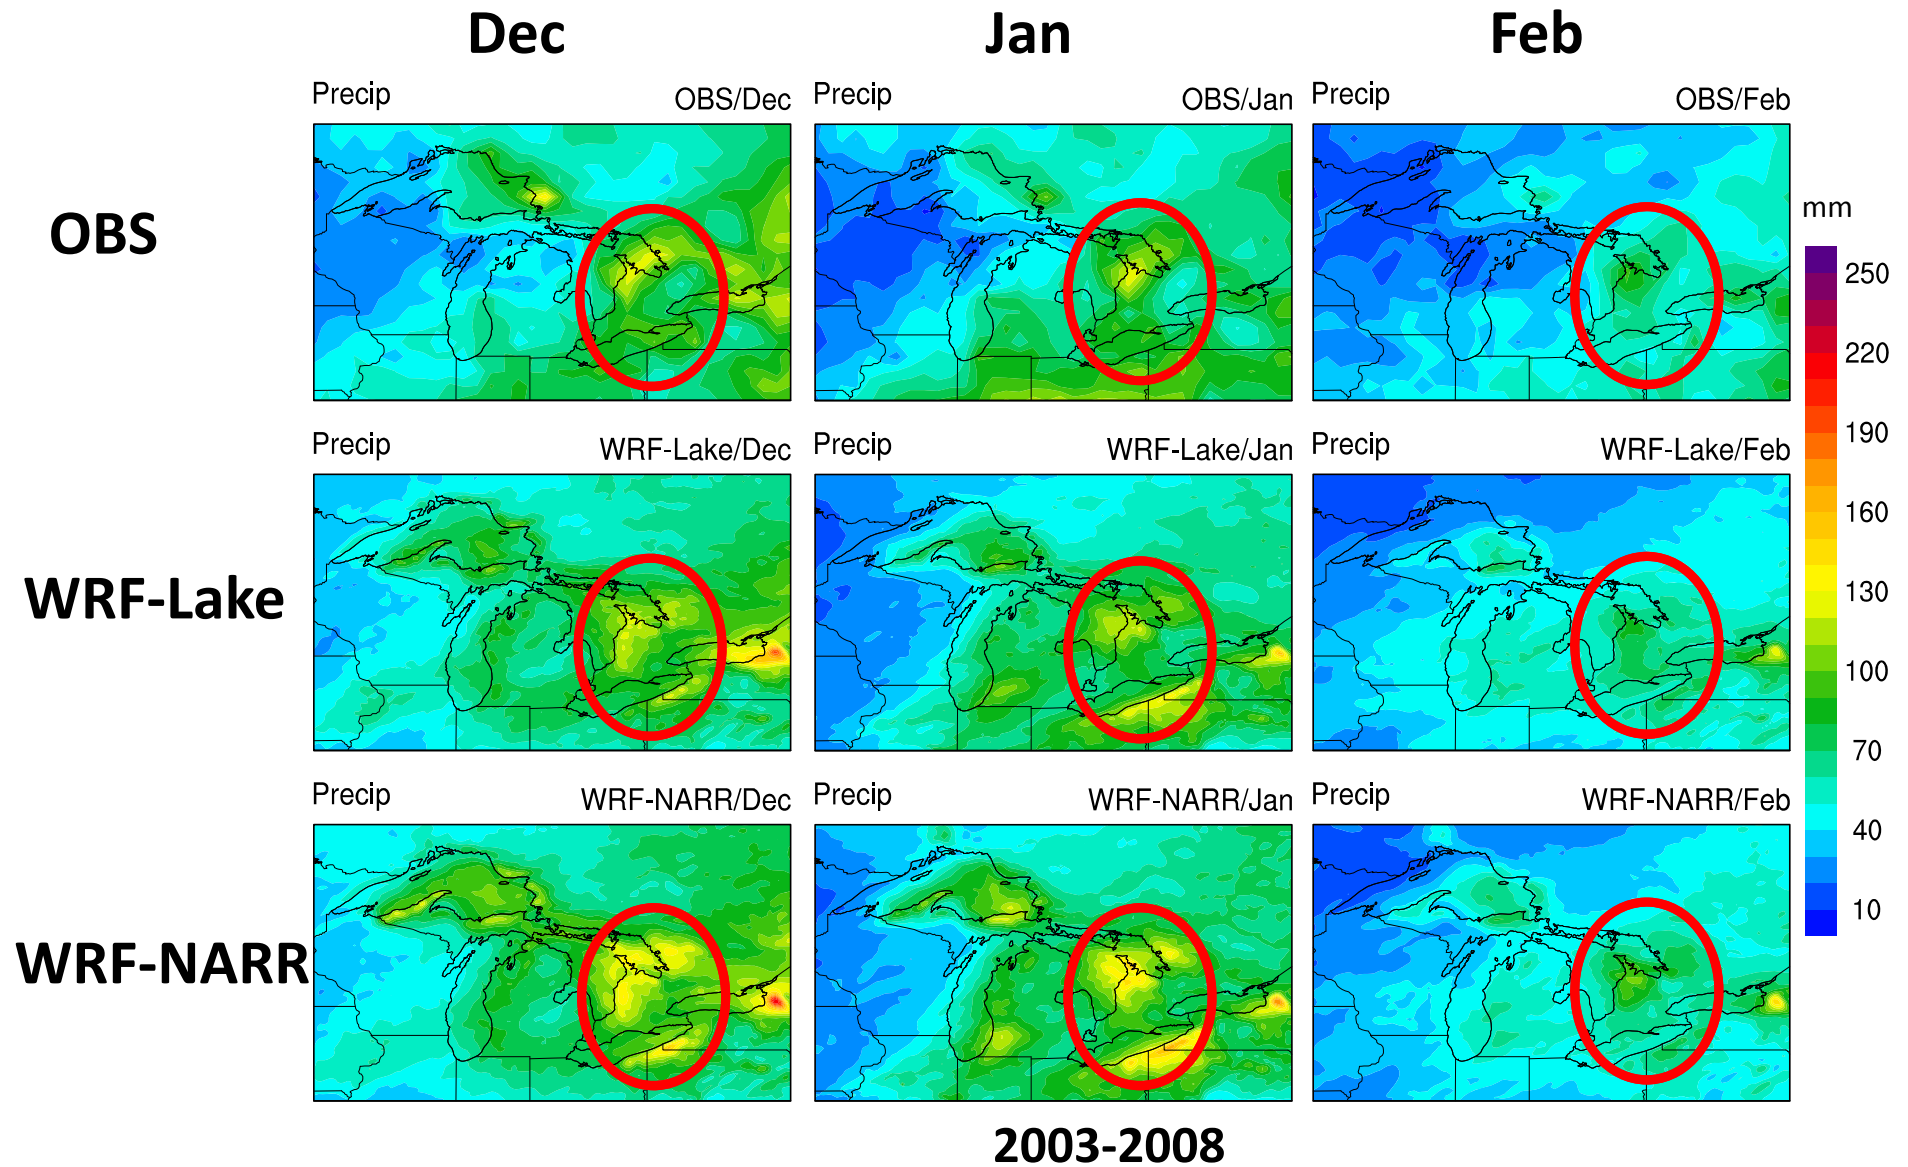 Dec Jan Feb
Precip OBS/Dec Precip OBS/Jan Precip OBS/Feb
OBS
mm
250
220
190
160
130
100
70
40
10
Precip WRF-Lake/Dec Precip WRF-Lake/Jan Precip WRF-Lake/Feb
WRF-Lake
Precip WRF-NARR/Dec Precip WRF-NARR/Jan Precip WRF-NARR/Feb
WRF-NARR
2003-2008